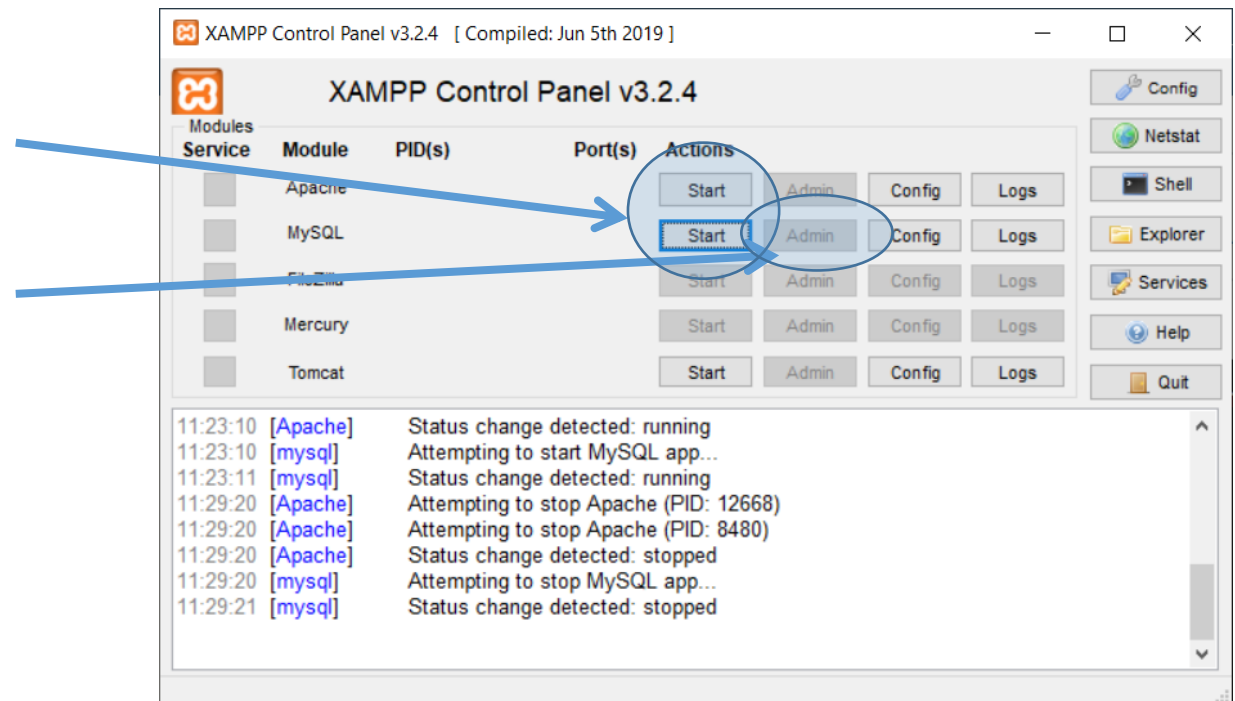 XAMPP Control Panel v3.2.4 [ Compiled: Jun 5th 2019 ]
XAMPP Control Panel v3.2.4
Config
Modules
Service Module PID(s) Port(s) Actions
Netstat
Apache Start Admin Config Logs
Shell
MySQL Start Admin Config Logs
Explorer
FileZilla Start Admin Config Logs
Services
Mercury Start Admin Config Logs
Help
Tomcat Start Admin Config Logs
Quit
11:23:10 [Apache] Status change detected: running
11:23:10 [mysql] Attempting to start MySQL app...
11:23:11 [mysql] Status change detected: running
11:29:20 [Apache] Attempting to stop Apache (PID: 12668)
11:29:20 [Apache] Attempting to stop Apache (PID: 8480)
11:29:20 [Apache] Status change detected: stopped
11:29:20 [mysql] Attempting to stop MySQL app...
11:29:21 [mysql] Status change detected: stopped